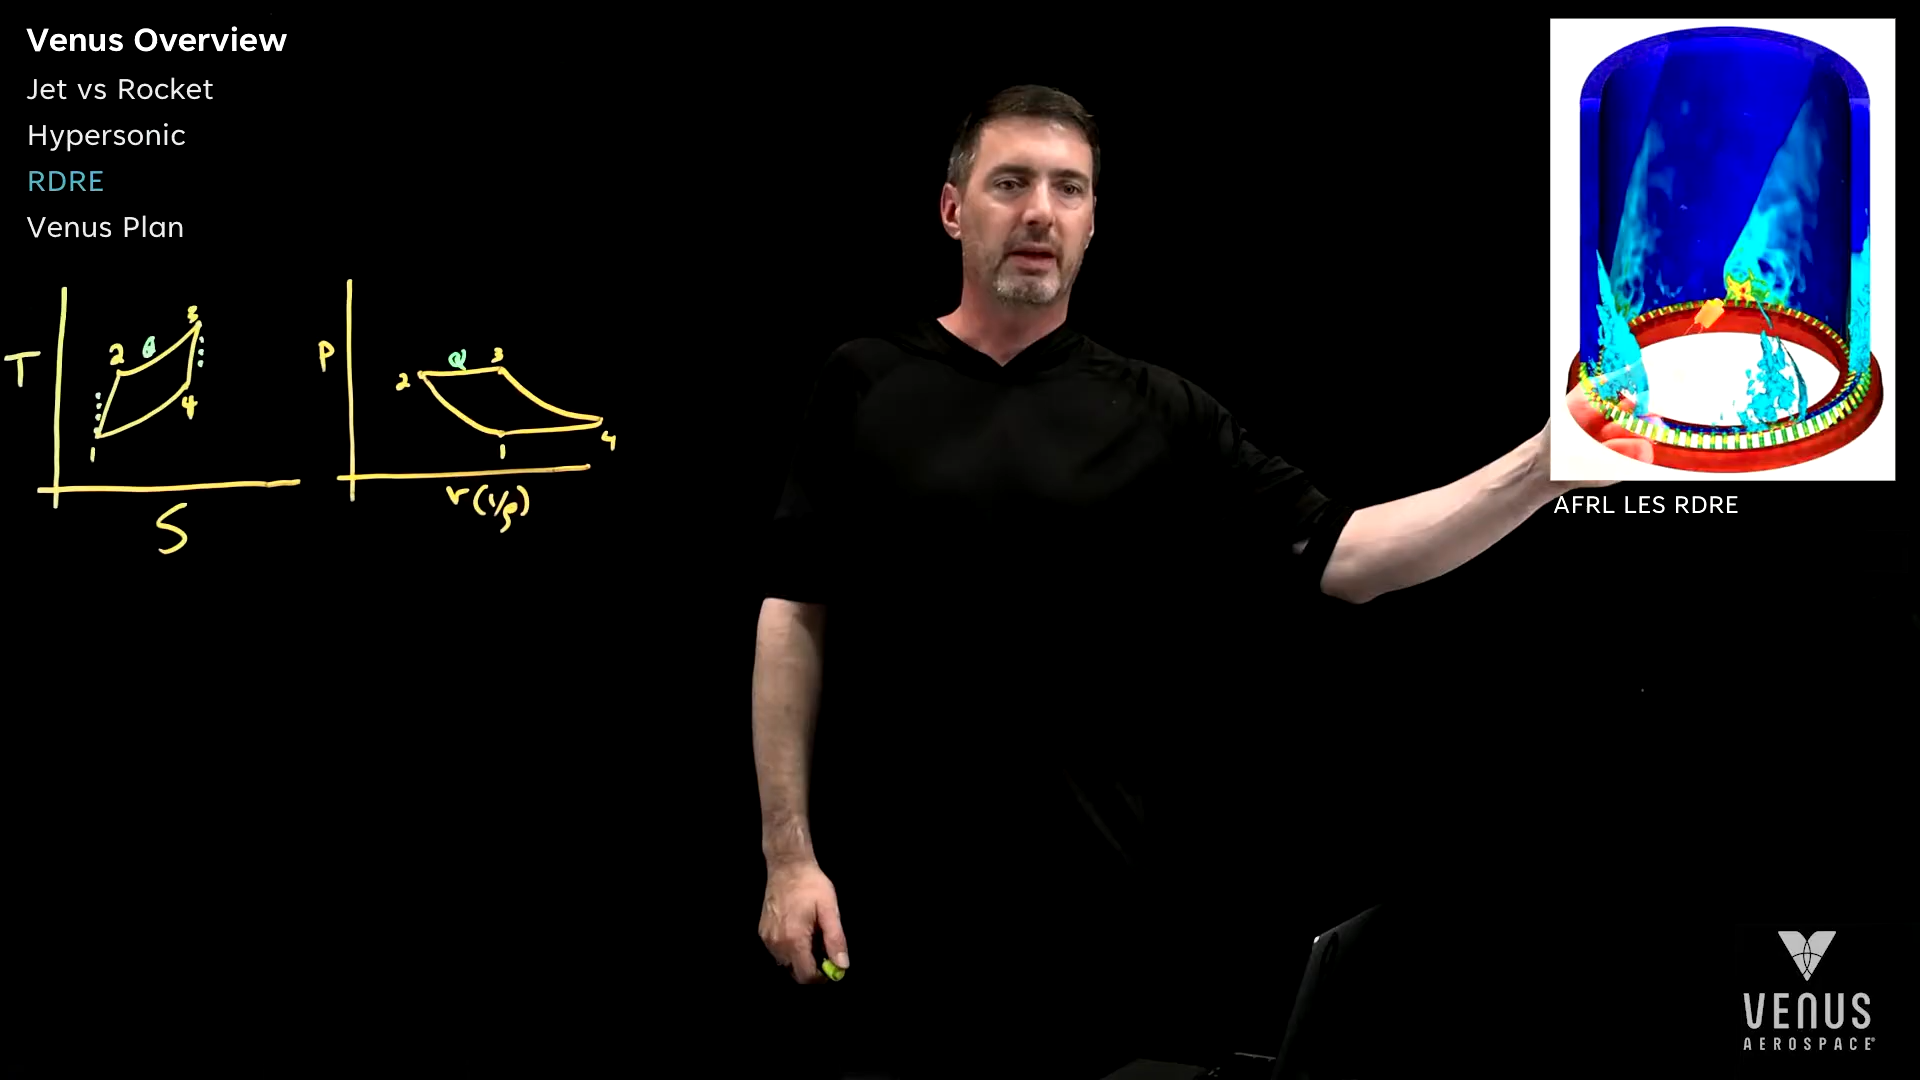 Venus Overview
Jet vs Rocket
Hypersonic
RDRE
Venus Plan
T
1
2
Q
3
4
S
P
2
Q
3
1
4
v (1/ρ)
AFRL LES RDRE
VENUS
AEROSPACE